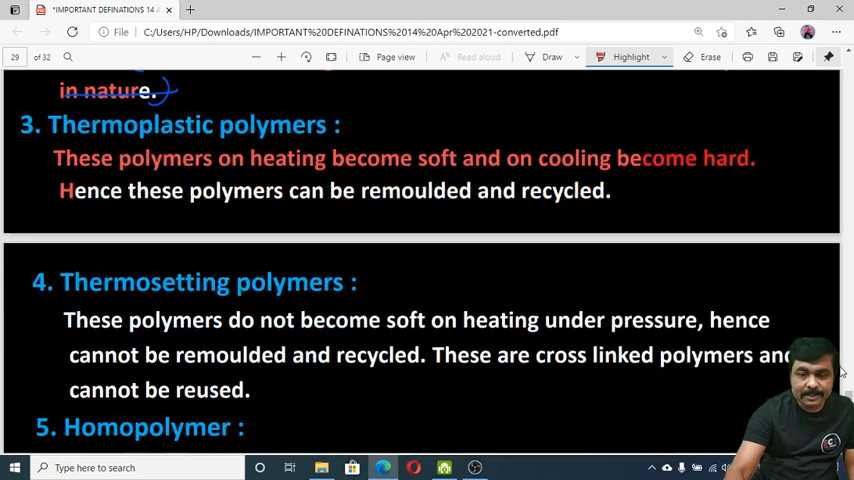 *IMPORTANT DEFINATIONS 14 A
File
C:/Users/HP/Downloads/IMPORTANT%20DEFINATIONS%2014%20Apr%202021-converted.pdf
29 of 32
Page view
Read aloud
Draw
Highlight
Erase
in nature.
3. Thermoplastic polymers :
These polymers on heating become soft and on cooling become hard.
Hence these polymers can be remoulded and recycled.
4. Thermosetting polymers :
These polymers do not become soft on heating under pressure, hence
cannot be remoulded and recycled. These are cross linked polymers and
cannot be reused.
5. Homopolymer :
Type here to search